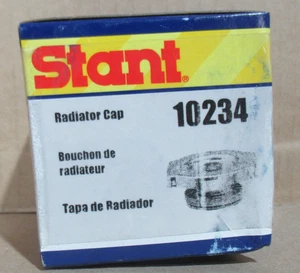 Stant®
Radiator Cap 10234
Bouchon de
radiateur
Tapa de Radiador